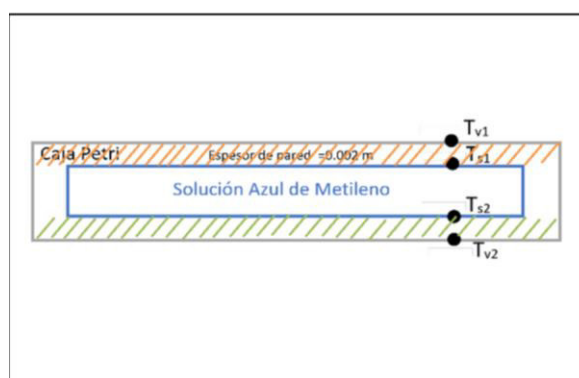 Caja Petri
Espesor de pared =0.002 m
Solución Azul de Metileno
Tv1
Ts1
Ts2
Tv2